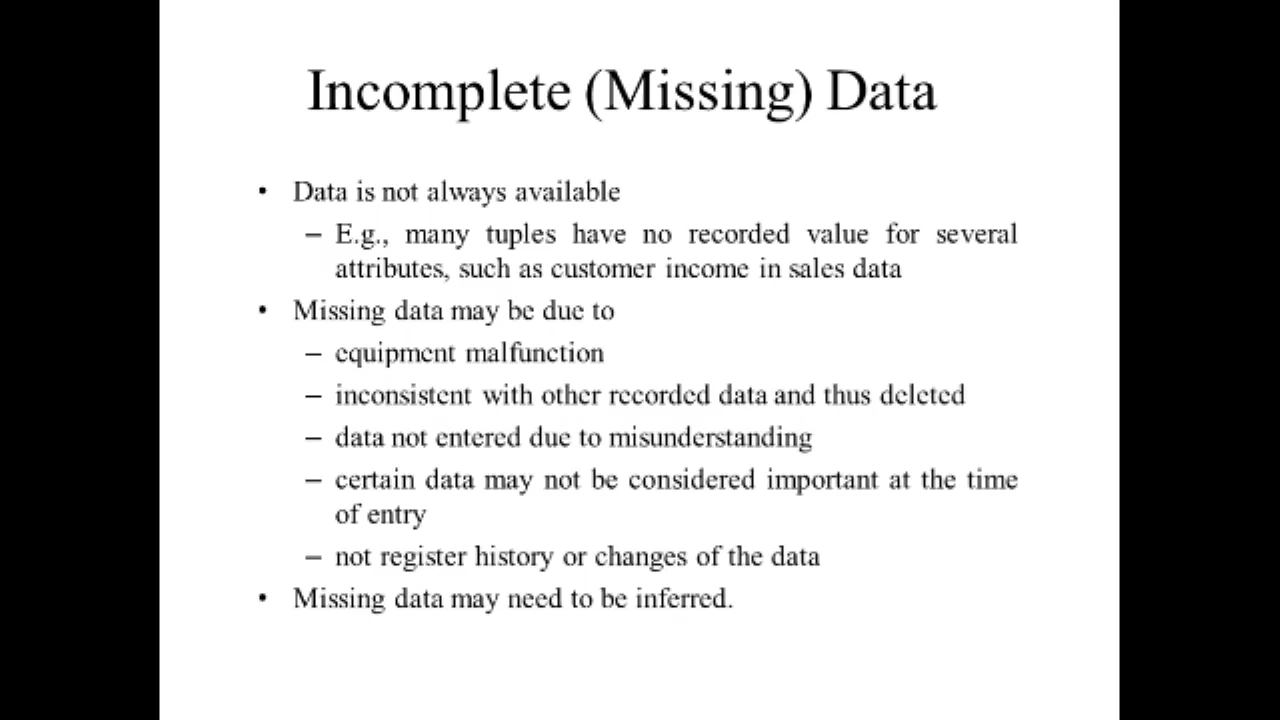 Incomplete (Missing) Data
• Data is not always available
– E.g., many tuples have no recorded value for several
attributes, such as customer income in sales data
• Missing data may be due to
– equipment malfunction
– inconsistent with other recorded data and thus deleted
– data not entered due to misunderstanding
– certain data may not be considered important at the time
of entry
– not register history or changes of the data
• Missing data may need to be inferred.